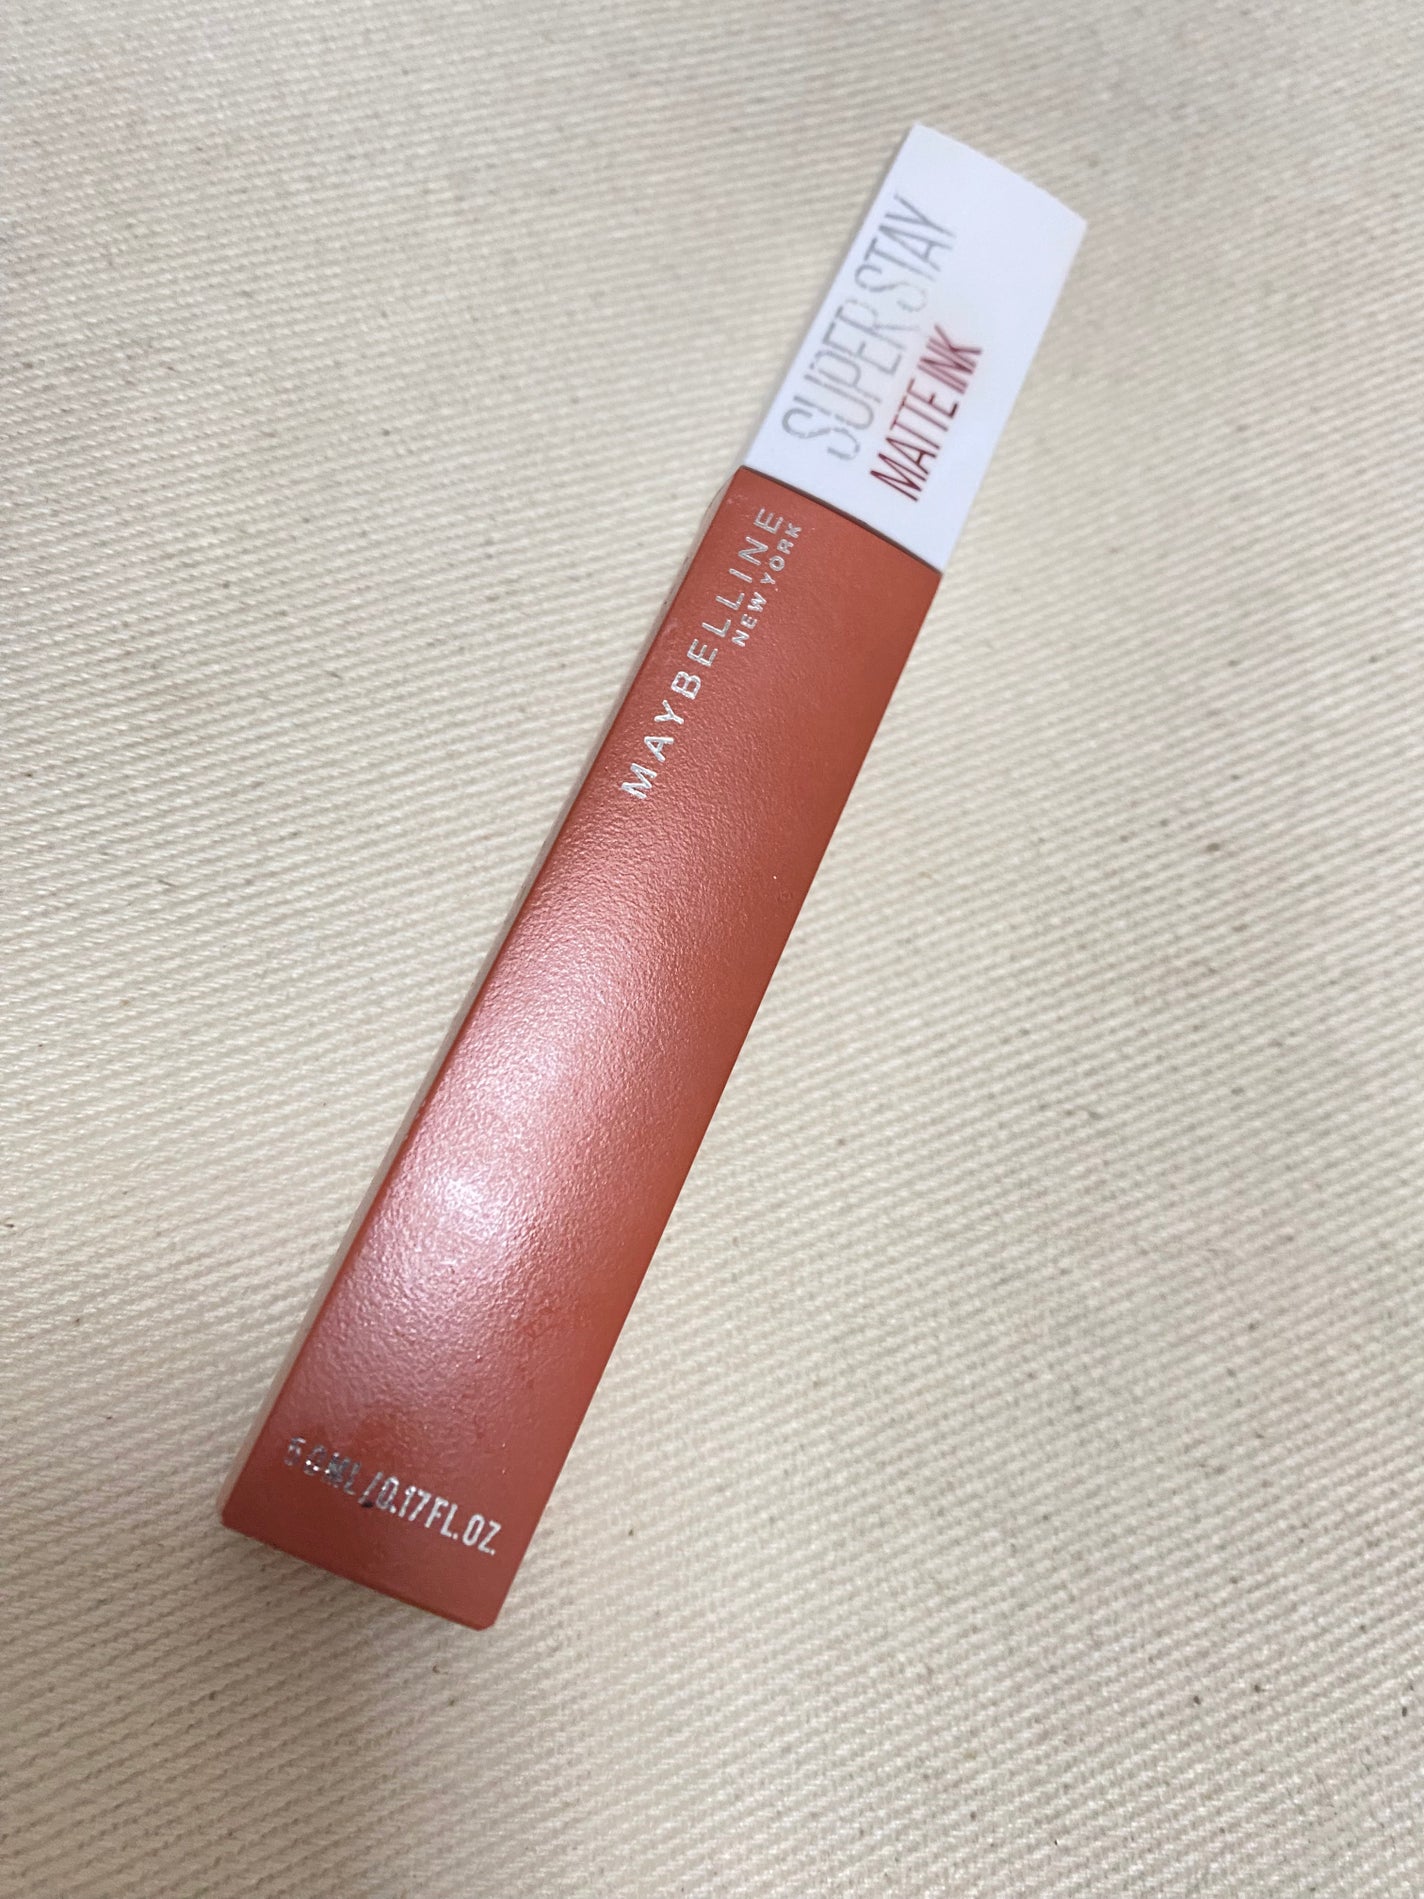 SUPER STAY
MATTE INK
MAYBELLINE
NEW YORK
5.0ML/0.17FL.OZ.